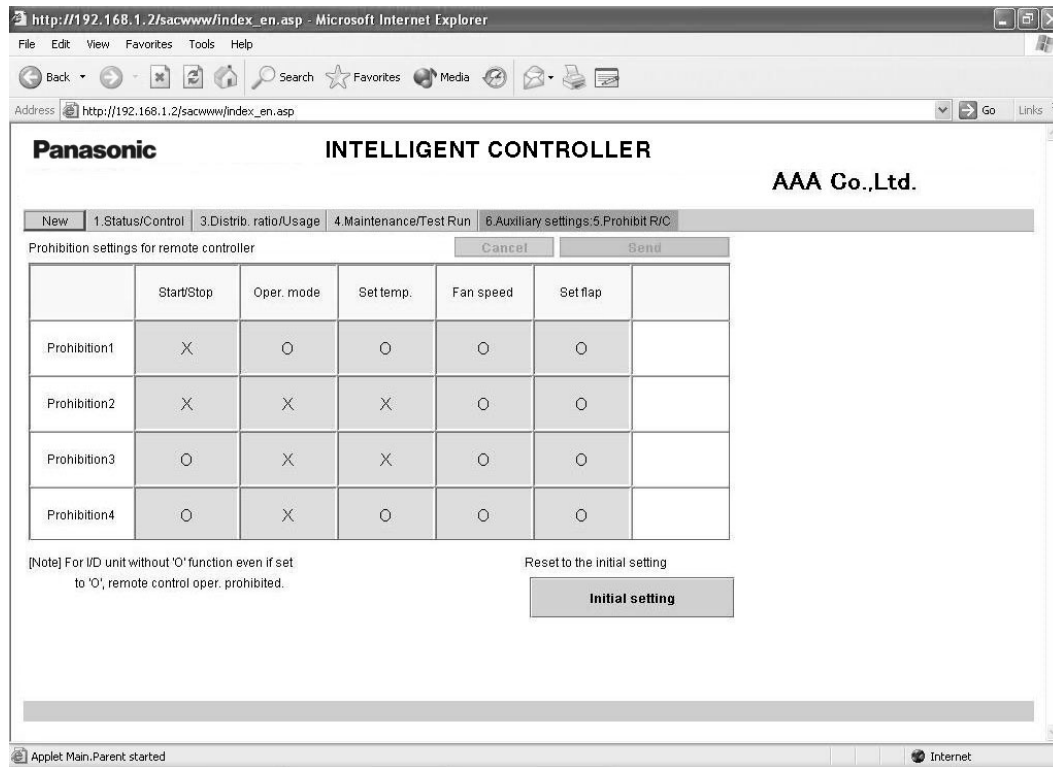 http://192.168.1.2/sacwww/index_en.asp - Microsoft Internet Explorer
File Edit View Favorites Tools Help
Back Search Favorites Media
Address http://192.168.1.2/sacwww/index_en.asp Go Links
Panasonic INTELLIGENT CONTROLLER
AAA Co.,Ltd.
New 1.Status/Control 3.Distrib. ratio/Usage 4.Maintenance/Test Run 6.Auxiliary settings:5.Prohibit R/C
Prohibition settings for remote controller Cancel Send
Start/Stop Oper. mode Set temp. Fan speed Set flap
Prohibition1 X O O O O
Prohibition2 X X X O O
Prohibition3 O X X O O
Prohibition4 O X O O O
[Note] For I/D unit without 'O' function even if set Reset to the initial setting
to 'O', remote control oper. prohibited.
Initial setting
Applet Main.Parent started Internet